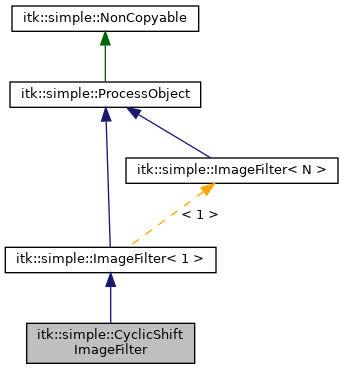 itk::simple::NonCopyable
itk::simple::ProcessObject
itk::simple::ImageFilter< N >
< 1 >
itk::simple::ImageFilter< 1 >
itk::simple::CyclicShift
ImageFilter